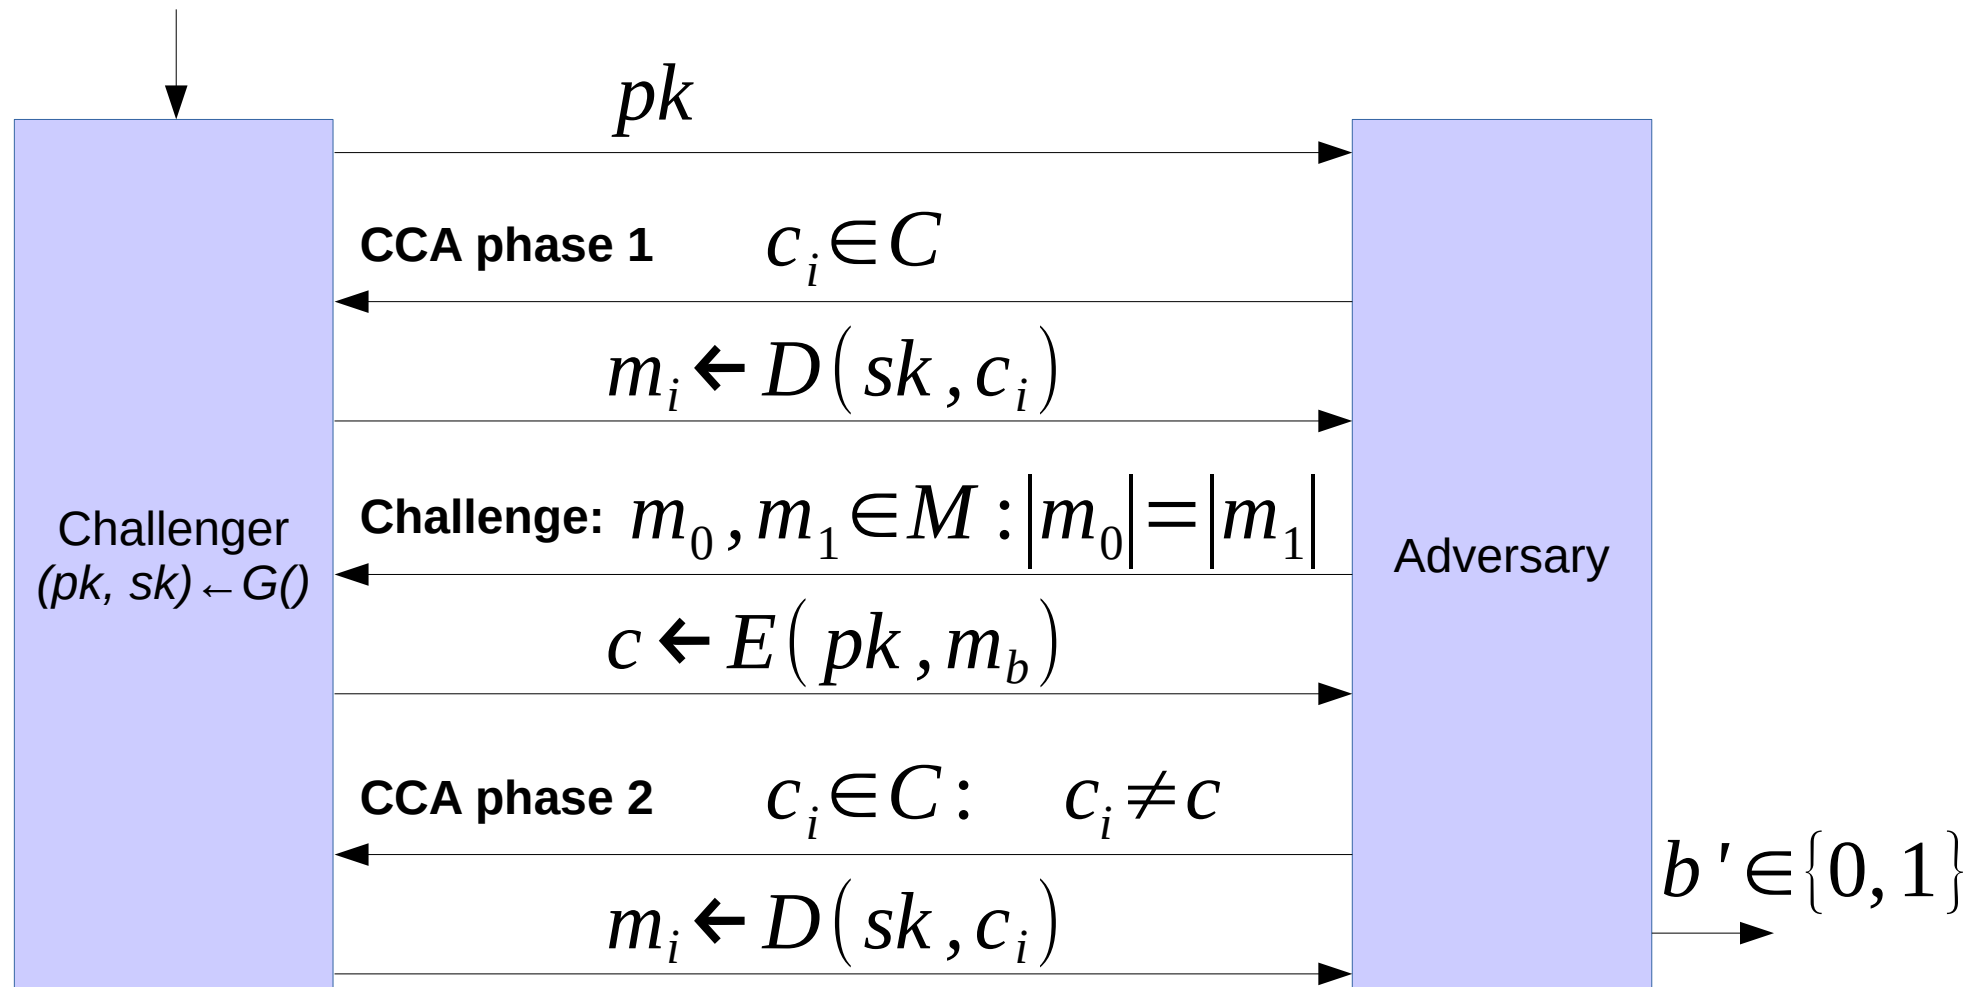 pk
CCA phase 1 c_i ∈ C
m_i ← D(sk, c_i)
Challenge: m_0, m_1 ∈ M : |m_0| = |m_1|
Challenger
(pk, sk)←G()
Adversary
c ← E(pk, m_b)
CCA phase 2 c_i ∈ C : c_i ≠ c
b' ∈ {0, 1}
m_i ← D(sk, c_i)